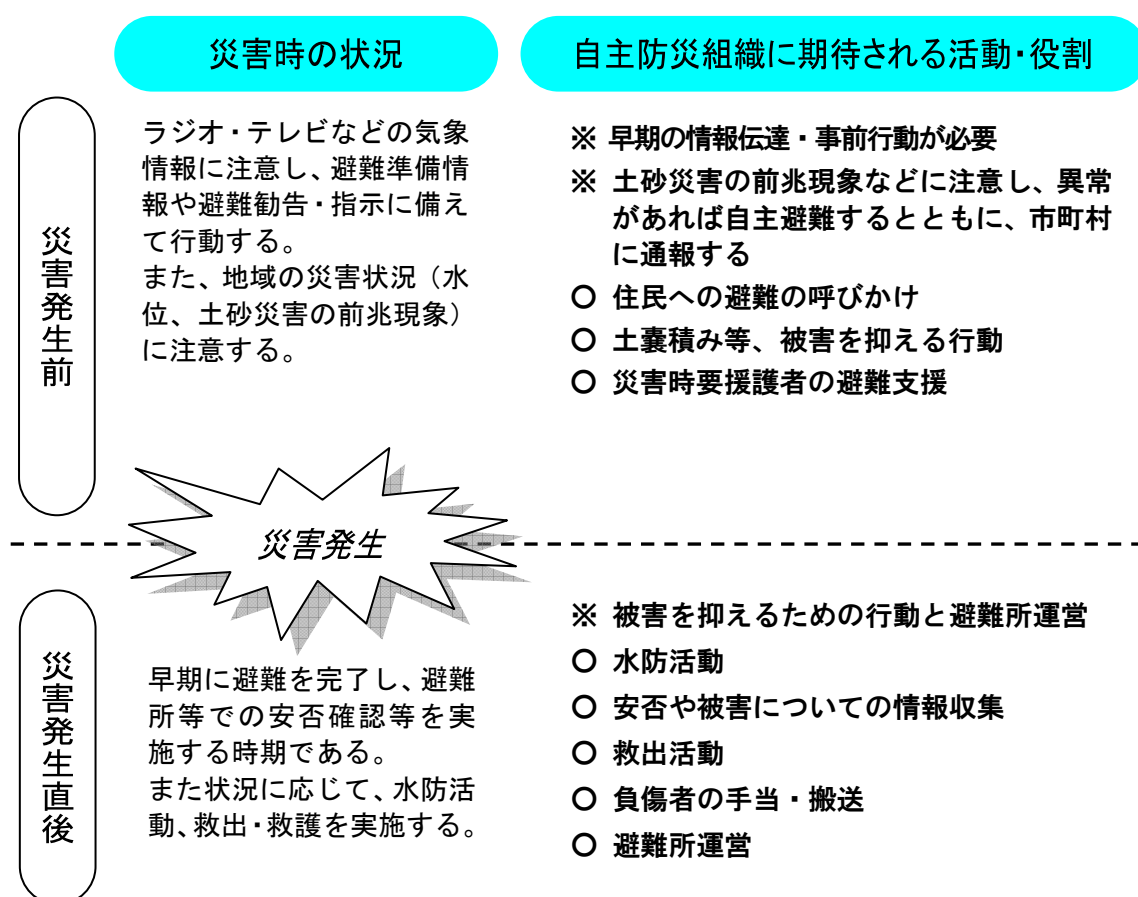 災害時の状況
自主防災組織に期待される活動・役割
災害発生前
ラジオ・テレビなどの気象
情報に注意し、避難準備情
報や避難勧告・指示に備え
て行動する。
また、地域の災害状況（水
位、土砂災害の前兆現象）
に注意する。
※ 早期の情報伝達・事前行動が必要
※ 土砂災害の前兆現象などに注意し、異常
があれば自主避難するとともに、市町村
に通報する
○ 住民への避難の呼びかけ
○ 土嚢積み等、被害を抑える行動
○ 災害時要援護者の避難支援
災害発生
災害発生直後
早期に避難を完了し、避難
所等での安否確認等を実
施する時期である。
また状況に応じて、水防活
動、救出・救護を実施する。
※ 被害を抑えるための行動と避難所運営
○ 水防活動
○ 安否や被害についての情報収集
○ 救出活動
○ 負傷者の手当・搬送
○ 避難所運営